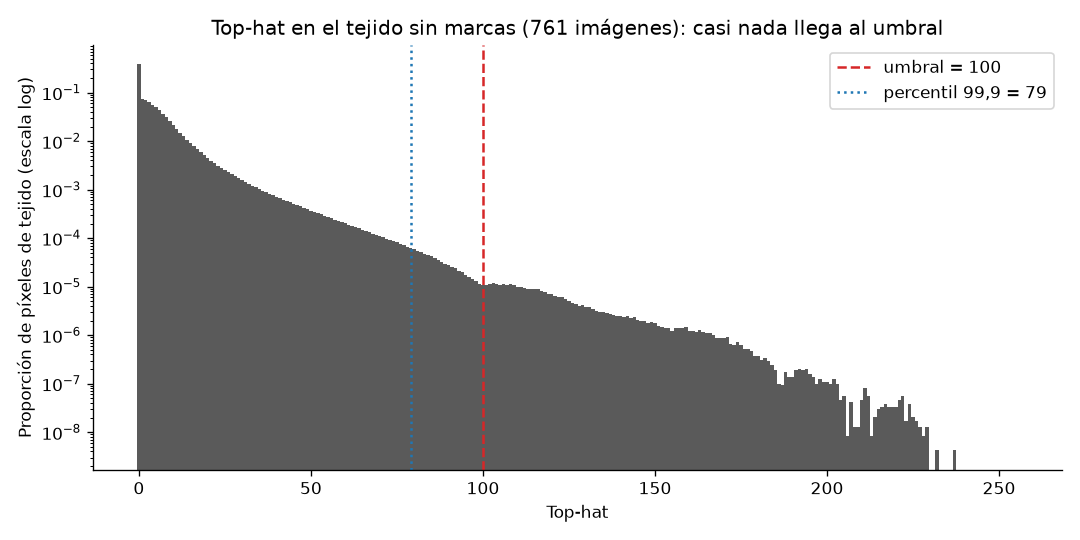 Top-hat en el tejido sin marcas (761 imágenes): casi nada llega al umbral
umbral = 100
percentil 99,9 = 79
Proporción de píxeles de tejido (escala log)
10⁻¹
10⁻²
10⁻³
10⁻⁴
10⁻⁵
10⁻⁶
10⁻⁷
10⁻⁸
0 50 100 150 200 250
Top-hat